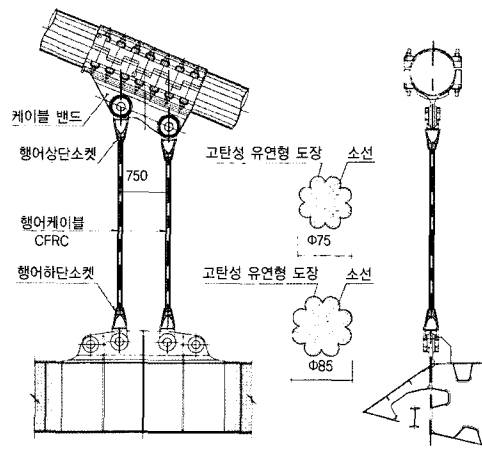 케이블 밴드
행어상단소켓
750
고탄성 유연형 도장
소선
Φ75
행어케이블
CFRC
행어하단소켓
고탄성 유연형 도장
소선
Φ85